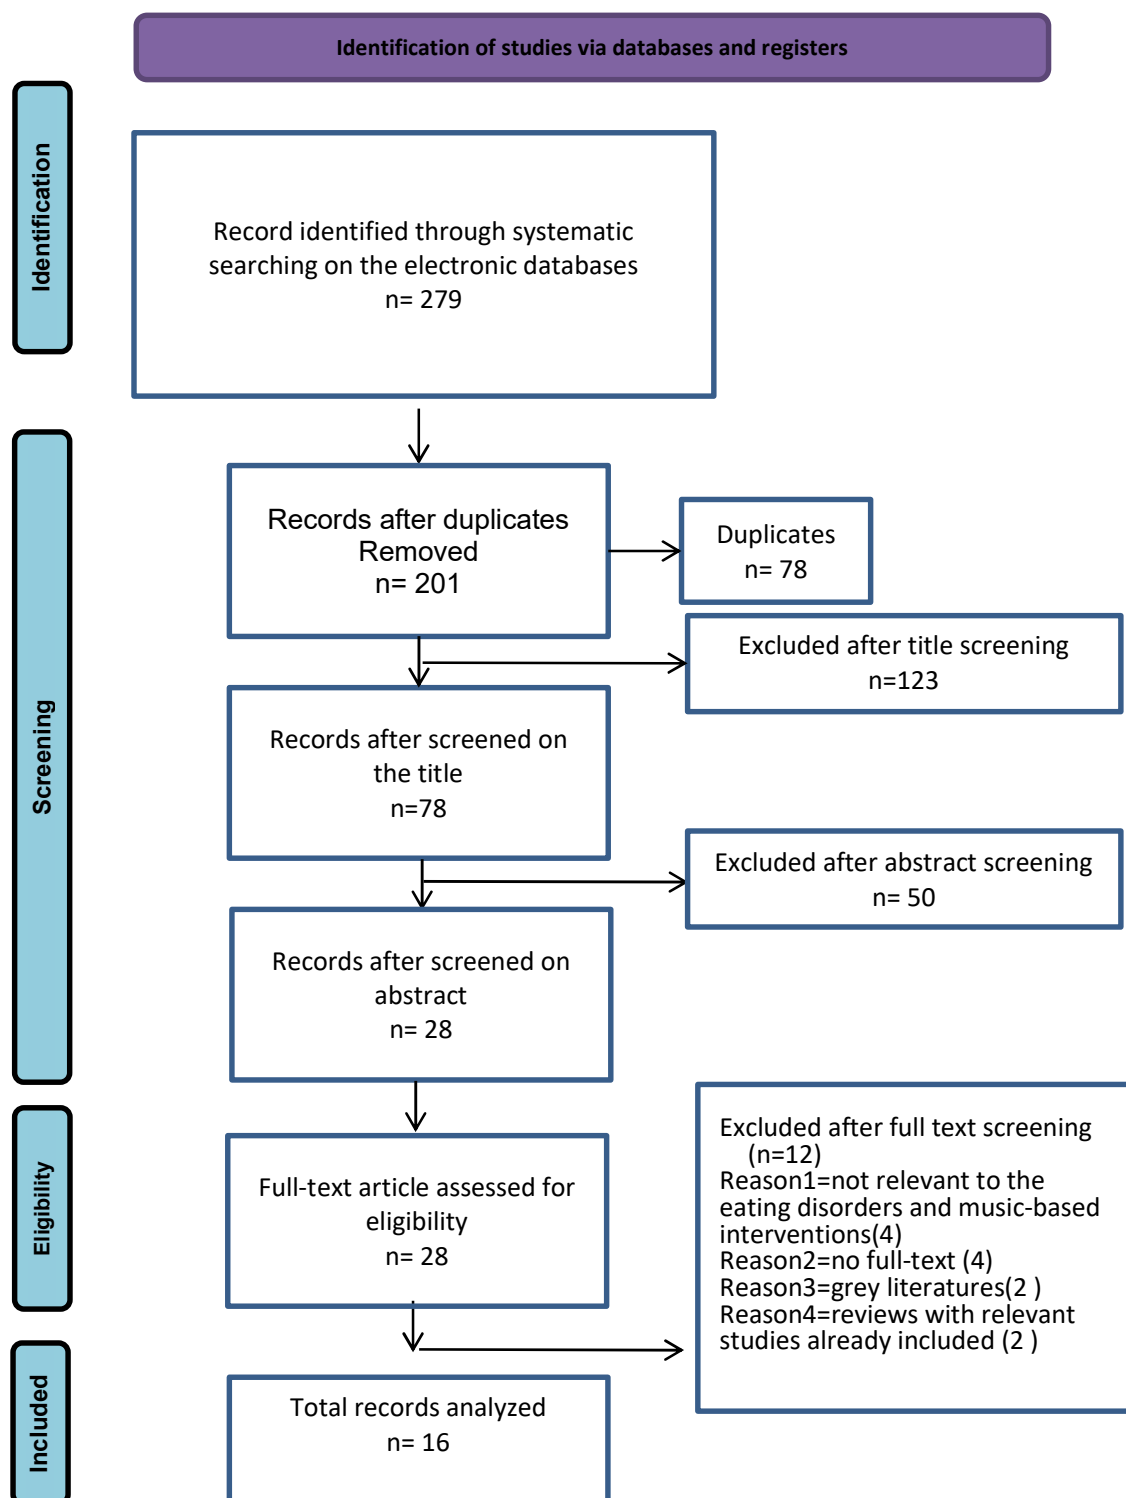 Identification of studies via databases and registers
Identification
Record identified through systematic
searching on the electronic databases
n= 279
Screening
Records after duplicates
Removed
n= 201
Duplicates
n= 78
Excluded after title screening
n=123
Records after screened on
the title
n=78
Excluded after abstract screening
n= 50
Records after screened on
abstract
n= 28
Eligibility
Full-text article assessed for
eligibility
n= 28
Excluded after full text screening
(n=12)
Reason1=not relevant to the
eating disorders and music-based
interventions(4)
Reason2=no full-text (4)
Reason3=grey literatures(2 )
Reason4=reviews with relevant
studies already included (2 )
Included
Total records analyzed
n= 16